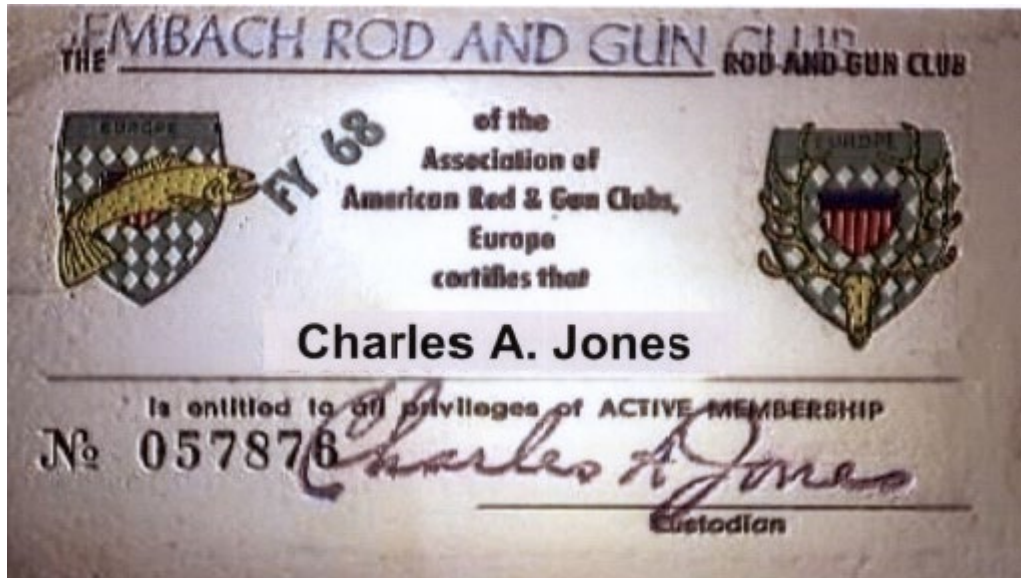 SEMBACH ROD AND GUN CLUB
THE ROD AND GUN CLUB
EUROPE
FY 68
of the
Association of
American Rod & Gun Clubs,
Europe
certifies that
EUROPE
Charles A. Jones
is entitled to all privileges of ACTIVE MEMBERSHIP
№ 057876
Charles A Jones
Custodian